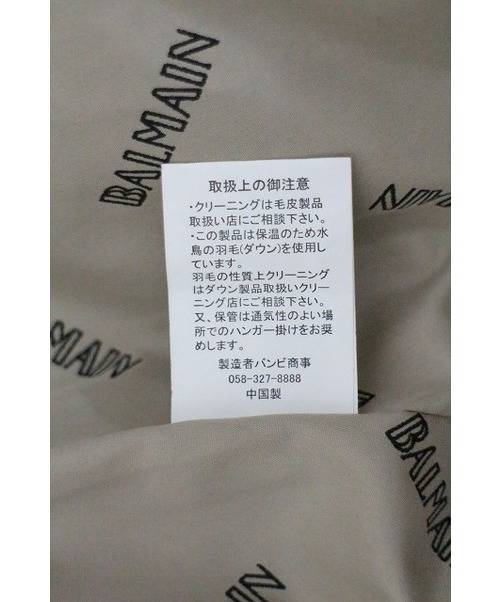 BALMAIN
取扱上の御注意
・クリーニングは毛皮製品
取扱い店にご相談下さい。
・この製品は保温のため水
鳥の羽毛(ダウン)を使用し
ています。
羽毛の性質上クリーニング
はダウン製品取扱いクリー
ニング店にご相談下さい。
又、保管は通気性のよい場
所でのハンガー掛けをお奨
めします。
製造者バンビ商事
058-327-8888
中国製
BALMAIN